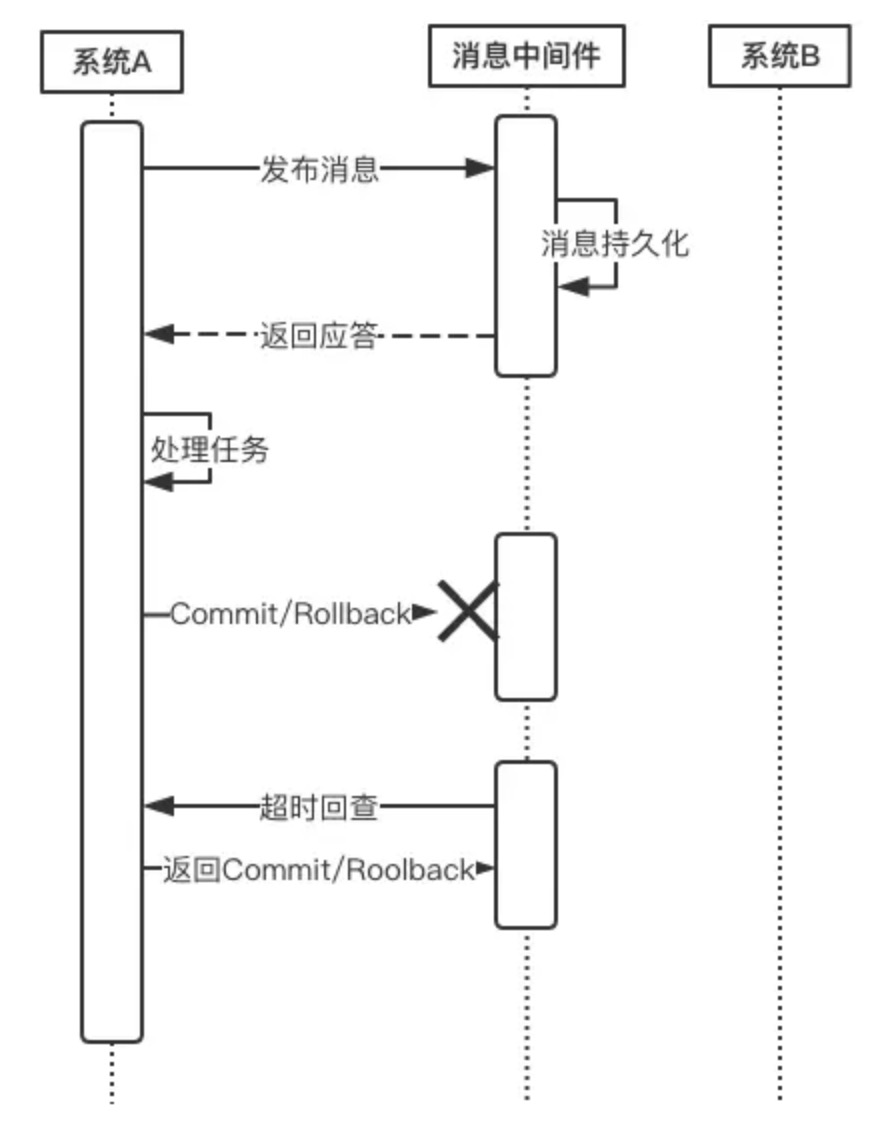 系统A
消息中间件
系统B
发布消息
消息持久化
返回应答
处理任务
Commit/Rollback
超时回查
返回Commit/Roolback